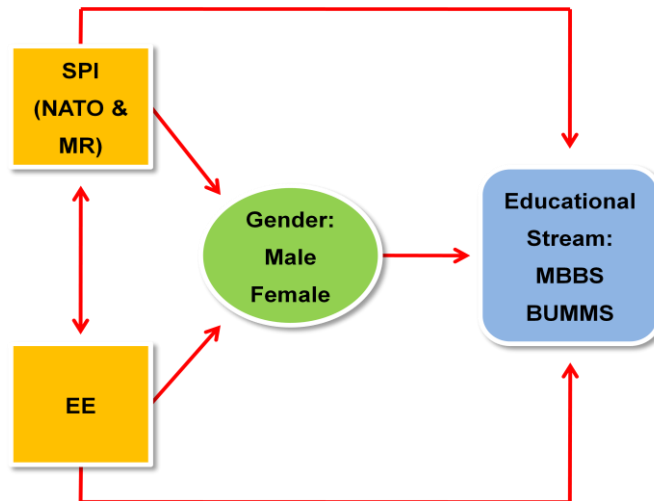 SPI
(NATO &
MR)
Gender:
Male
Female
Educational
Stream:
MBBS
BUMMS
EE